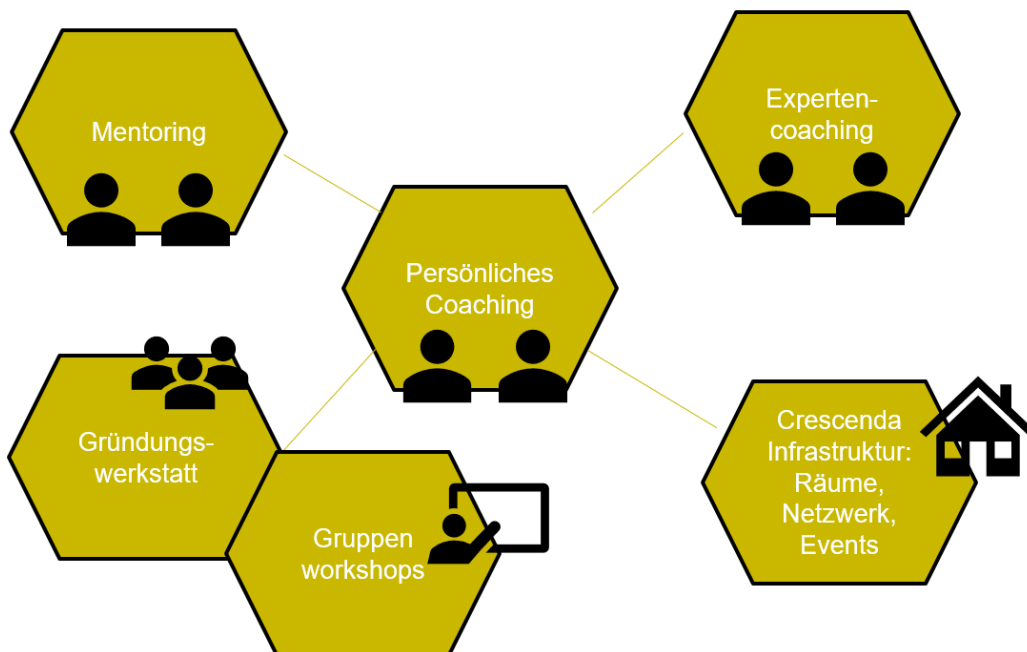 Mentoring
Experten-
coaching
Persönliches
Coaching
Gründungs-
werkstatt
Gruppen
workshops
Crescenda
Infrastruktur:
Räume,
Netzwerk,
Events